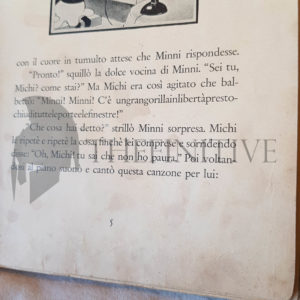 con il cuore in tumulto attese che Minni rispondesse.
"Pronto!" squillò la dolce vocina di Minni. "Sei tu,
Michi? come stai?" Ma Michi era così agitato che bal-
bettò: "Minni! Minni! C'è ungrangorillainlibertàpresto-
chiuditutteleporteelefinestre!"
"Che cosa hai detto?" strillò Minni sorpresa. Michi
la ripetè e ripetè la cosa, finchè lei comprese e sorridendo
disse: "Oh, Michi! tu sai che non ho paura." Poi voltan-
dosi al piano suonò e cantò questa canzone per lui:
5
THEFFINITIVE